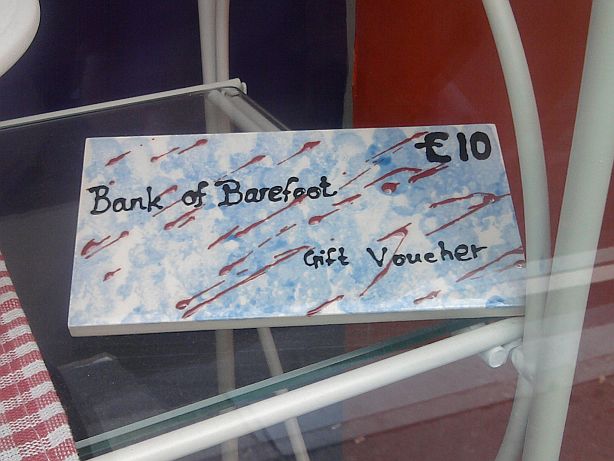 £10
Bank of Barefoot
Gift Voucher